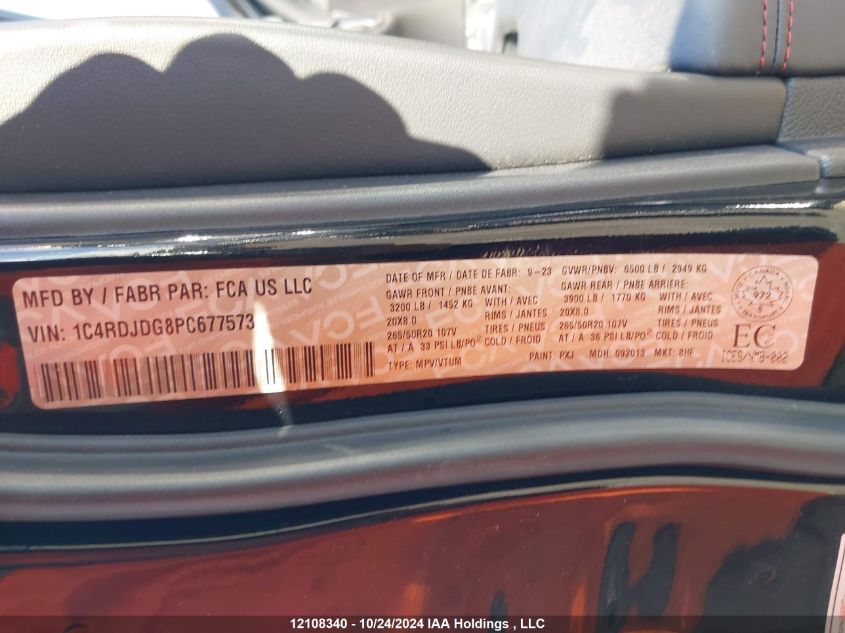 MFD BY / FABR PAR: FCA US LLC
VIN: 1C4RDJDG8PC677573
DATE OF MFR / DATE DE FABR: 9-23 GVWR/PNBV: 6500 LB / 2949 KG
GAWR FRONT / PNBE AVANT: GAWR REAR / PNBE ARRIERE:
3200 LB / 1452 KG WITH / AVEC 3900 LB / 1770 KG WITH / AVEC
20X8.0 RIMS / JANTES 20X8.0 RIMS / JANTES
265/50R20 107V TIRES / PNEUS 265/50R20 107V TIRES / PNEUS
AT / A 33 PSI LB/PO² COLD / FROID AT / A 36 PSI LB/PO² COLD / FROID
TYPE: MPV/VTUM PAINT: PXJ MDH: 092013 MKT: 8HF
CANADA
972
TRANSPORT
EC
FCA
12108340 - 10/24/2024 IAA Holdings , LLC